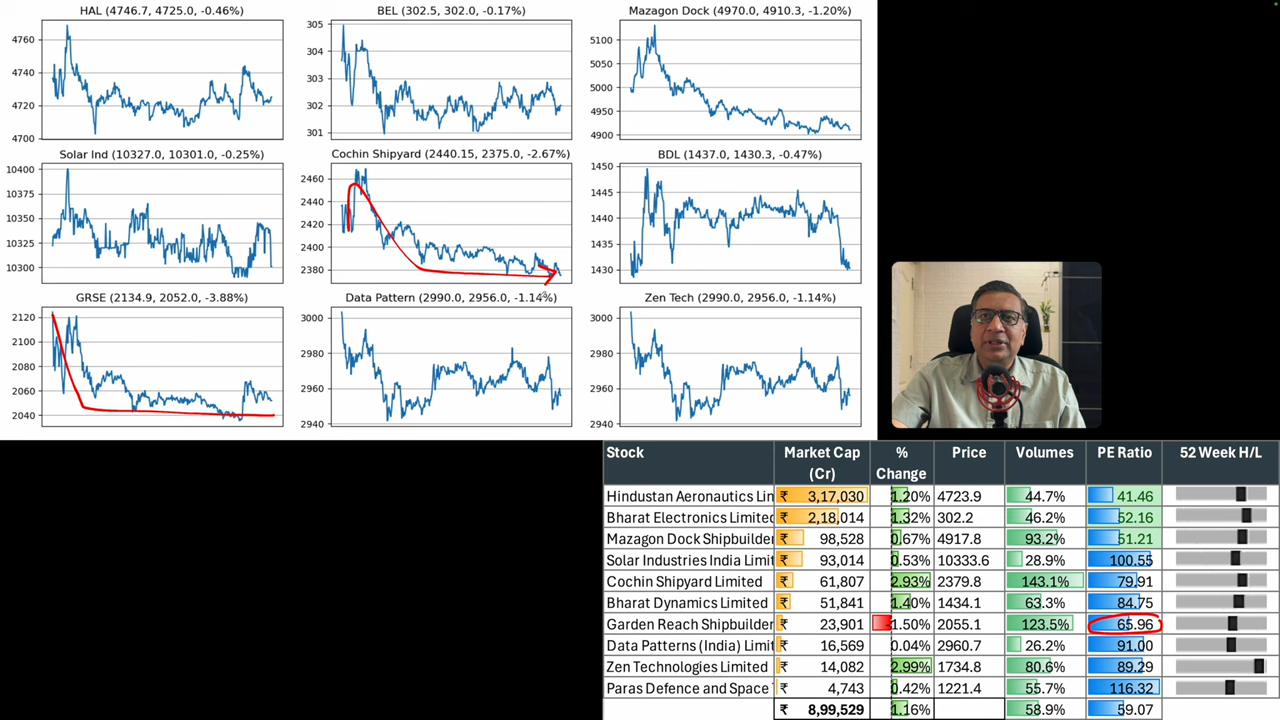 HAL (4746.7, 4725.0, -0.46%)
4760
4740
4720
4700
BEL (302.5, 302.0, -0.17%)
305
304
303
302
301
Mazagon Dock (4970.0, 4910.3, -1.20%)
5100
5050
5000
4950
4900
Solar Ind (10327.0, 10301.0, -0.25%)
10400
10375
10350
10325
10300
Cochin Shipyard (2440.15, 2375.0, -2.67%)
2460
2440
2420
2400
2380
BDL (1437.0, 1430.3, -0.47%)
1450
1445
1440
1435
1430
GRSE (2134.9, 2052.0, -3.88%)
2120
2100
2080
2060
2040
Data Pattern (2990.0, 2956.0, -1.14%)
3000
2980
2960
2940
Zen Tech (2990.0, 2956.0, -1.14%)
3000
2980
2960
2940
Stock Market Cap (Cr) % Change Price Volumes PE Ratio 52 Week H/L
Hindustan Aeronautics Lin ₹ 3,17,030 1.20% 4723.9 44.7% 41.46
Bharat Electronics Limited ₹ 2,18,014 1.32% 302.2 46.2% 52.16
Mazagon Dock Shipbuilder ₹ 98,528 0.67% 4917.8 93.2% 51.21
Solar Industries India Limit ₹ 93,014 0.53% 10333.6 28.9% 100.55
Cochin Shipyard Limited ₹ 61,807 2.93% 2379.8 143.1% 79.91
Bharat Dynamics Limited ₹ 51,841 1.40% 1434.1 63.3% 84.75
Garden Reach Shipbuilder ₹ 23,901 -1.50% 2055.1 123.5% 65.96
Data Patterns (India) Limit ₹ 16,569 0.04% 2960.7 26.2% 91.00
Zen Technologies Limited ₹ 14,082 2.99% 1734.8 80.6% 89.29
Paras Defence and Space ₹ 4,743 0.42% 1221.4 55.7% 116.32
₹ 8,99,529 1.16% 58.9% 59.07